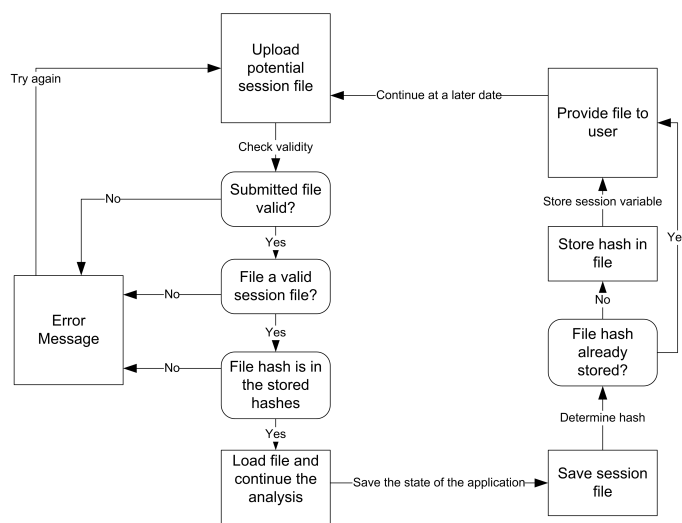 Upload
potential
session file
Try again
Continue at a later date
Provide file to
user
Check validity
Submitted file
valid?
No
Store session variable
Yes
Ye
Store hash in
file
File a valid
session file?
No
Error
Message
No
Yes
File hash
already
stored?
File hash is in
the stored
hashes
No
Determine hash
Yes
Load file and
continue the
analysis
Save the state of the application
Save session
file